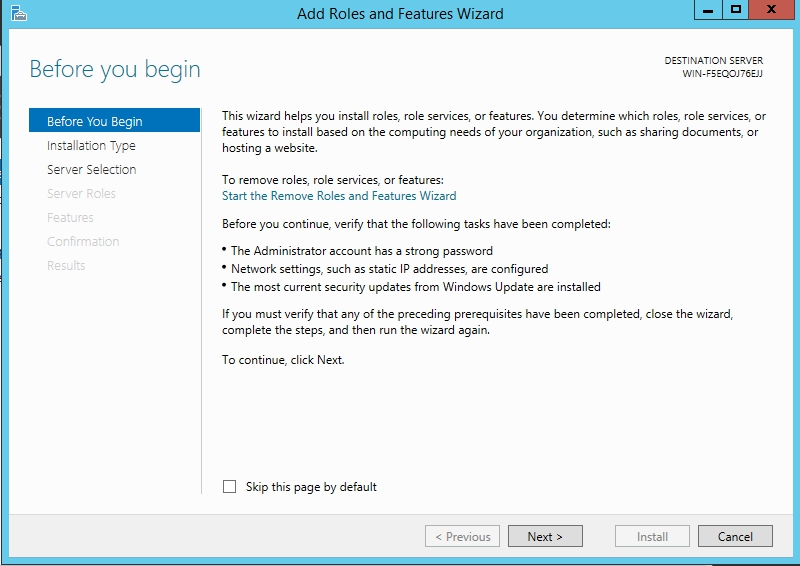 Add Roles and Features Wizard
Before you begin
DESTINATION SERVER
WIN-F5EQOJ76EJJ
Before You Begin
Installation Type
Server Selection
Server Roles
Features
Confirmation
Results
This wizard helps you install roles, role services, or features. You determine which roles, role services, or
features to install based on the computing needs of your organization, such as sharing documents, or
hosting a website.
To remove roles, role services, or features:
Start the Remove Roles and Features Wizard
Before you continue, verify that the following tasks have been completed:
• The Administrator account has a strong password
• Network settings, such as static IP addresses, are configured
• The most current security updates from Windows Update are installed
If you must verify that any of the preceding prerequisites have been completed, close the wizard,
complete the steps, and then run the wizard again.
To continue, click Next.
Skip this page by default
< Previous
Next >
Install
Cancel